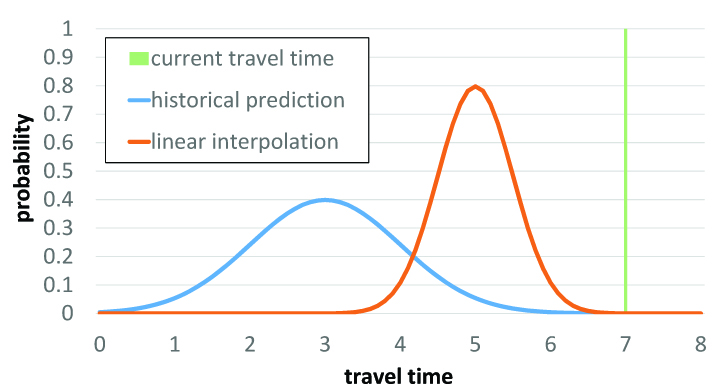 1
0.9
0.8
0.7
0.6
0.5
0.4
0.3
0.2
0.1
0
probability
current travel time
historical prediction
linear interpolation
0 1 2 3 4 5 6 7 8
travel time